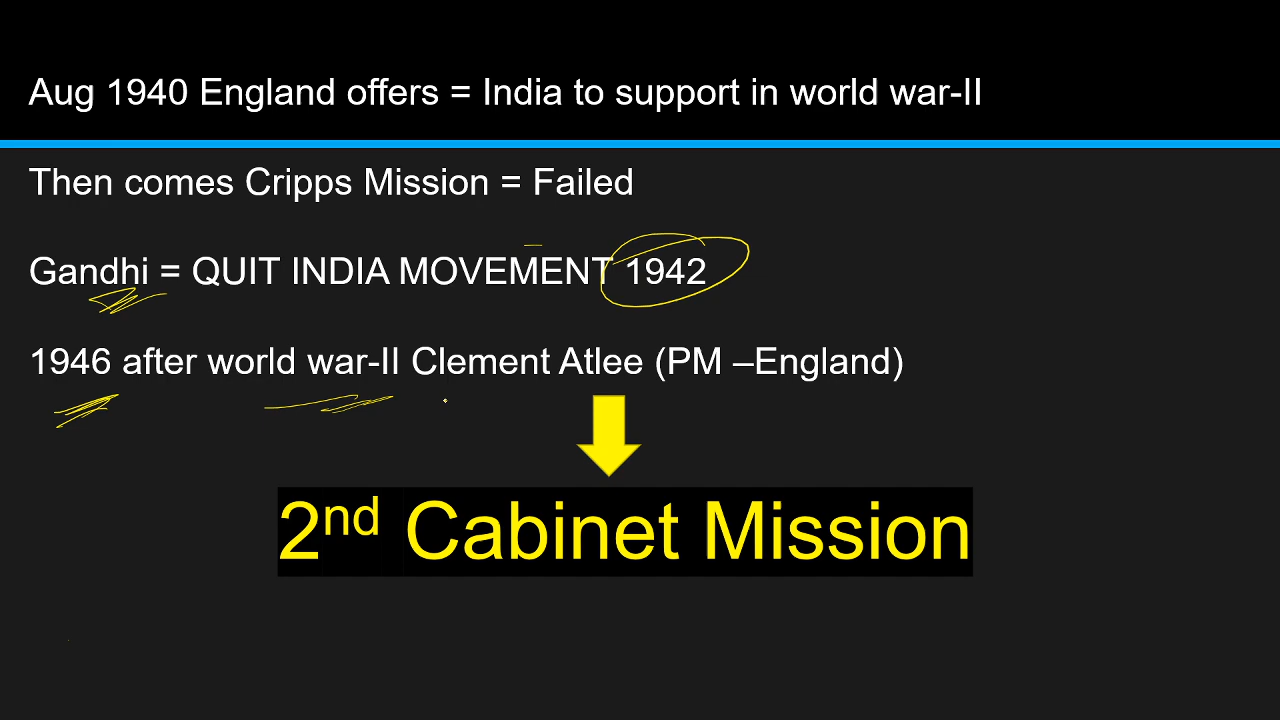 Aug 1940 England offers = India to support in world war-II
Then comes Cripps Mission = Failed
Gandhi = QUIT INDIA MOVEMENT 1942
1946 after world war-II Clement Atlee (PM –England)
2nd Cabinet Mission